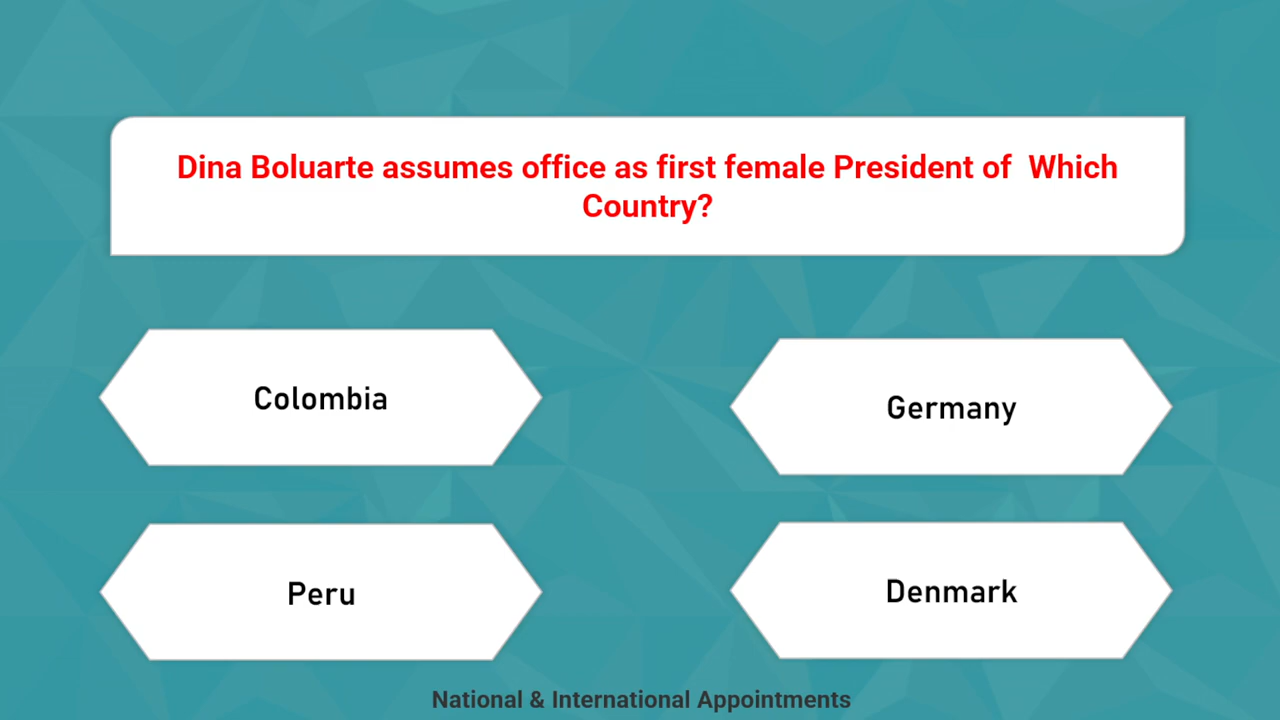 Dina Boluarte assumes office as first female President of  Which
Country?
Colombia
Germany
Peru
Denmark
National & International Appointments